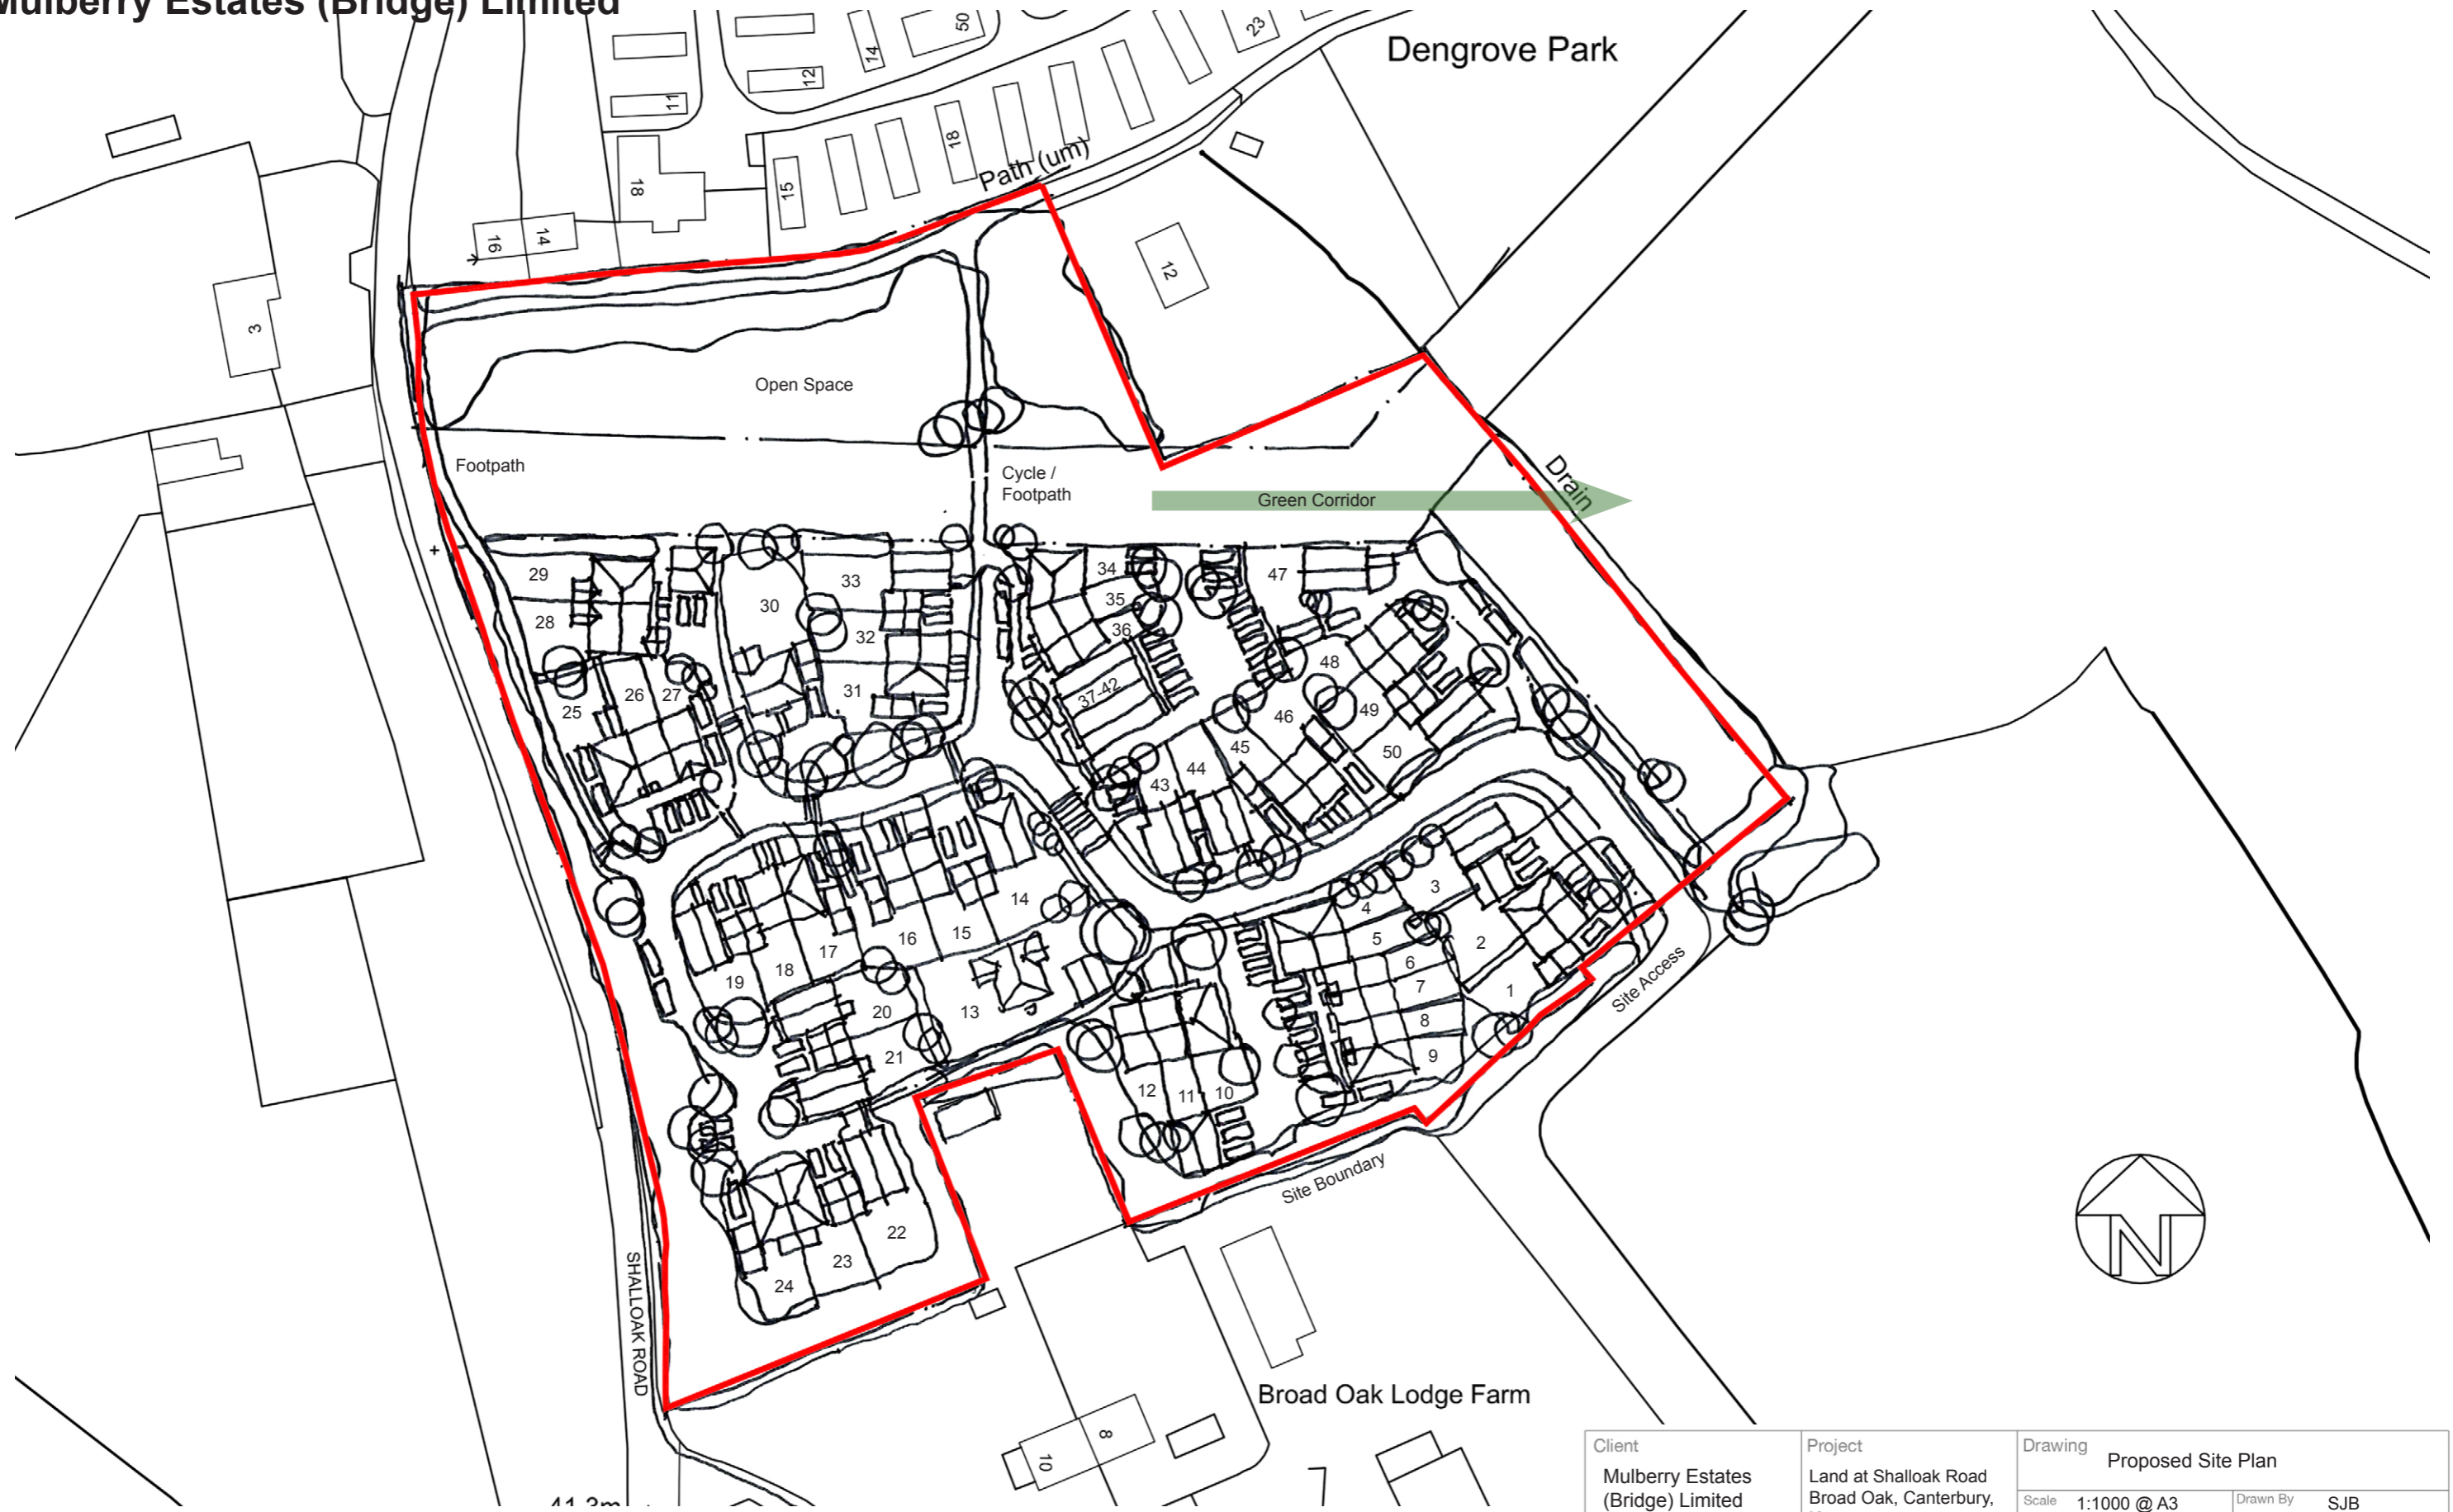 Mulberry Estates (Bridge) Limited
Dengrove Park
50
23
14
12
11
18
Path (um)
18
15
16
14
12
3
Open Space
Footpath
Cycle /
Footpath
Green Corridor
Drain
29
28
30
33
32
31
26
27
25
34
35
36
37-42
47
48
46
49
45
50
44
43
14
15
16
17
18
19
20
13
21
3
4
5
2
6
7
1
8
9
12
11
10
22
23
24
Site Access
Site Boundary
SHALLOAK ROAD
N
Broad Oak Lodge Farm
8
10
Client
Mulberry Estates
(Bridge) Limited
Project
Land at Shalloak Road
Broad Oak, Canterbury,
Drawing
Proposed Site Plan
Scale 1:1000 @ A3
Drawn By SJB
41.3m